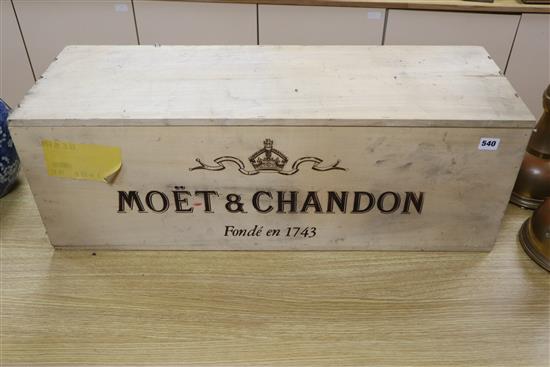 540
MOËT & CHANDON
Fondé en 1743